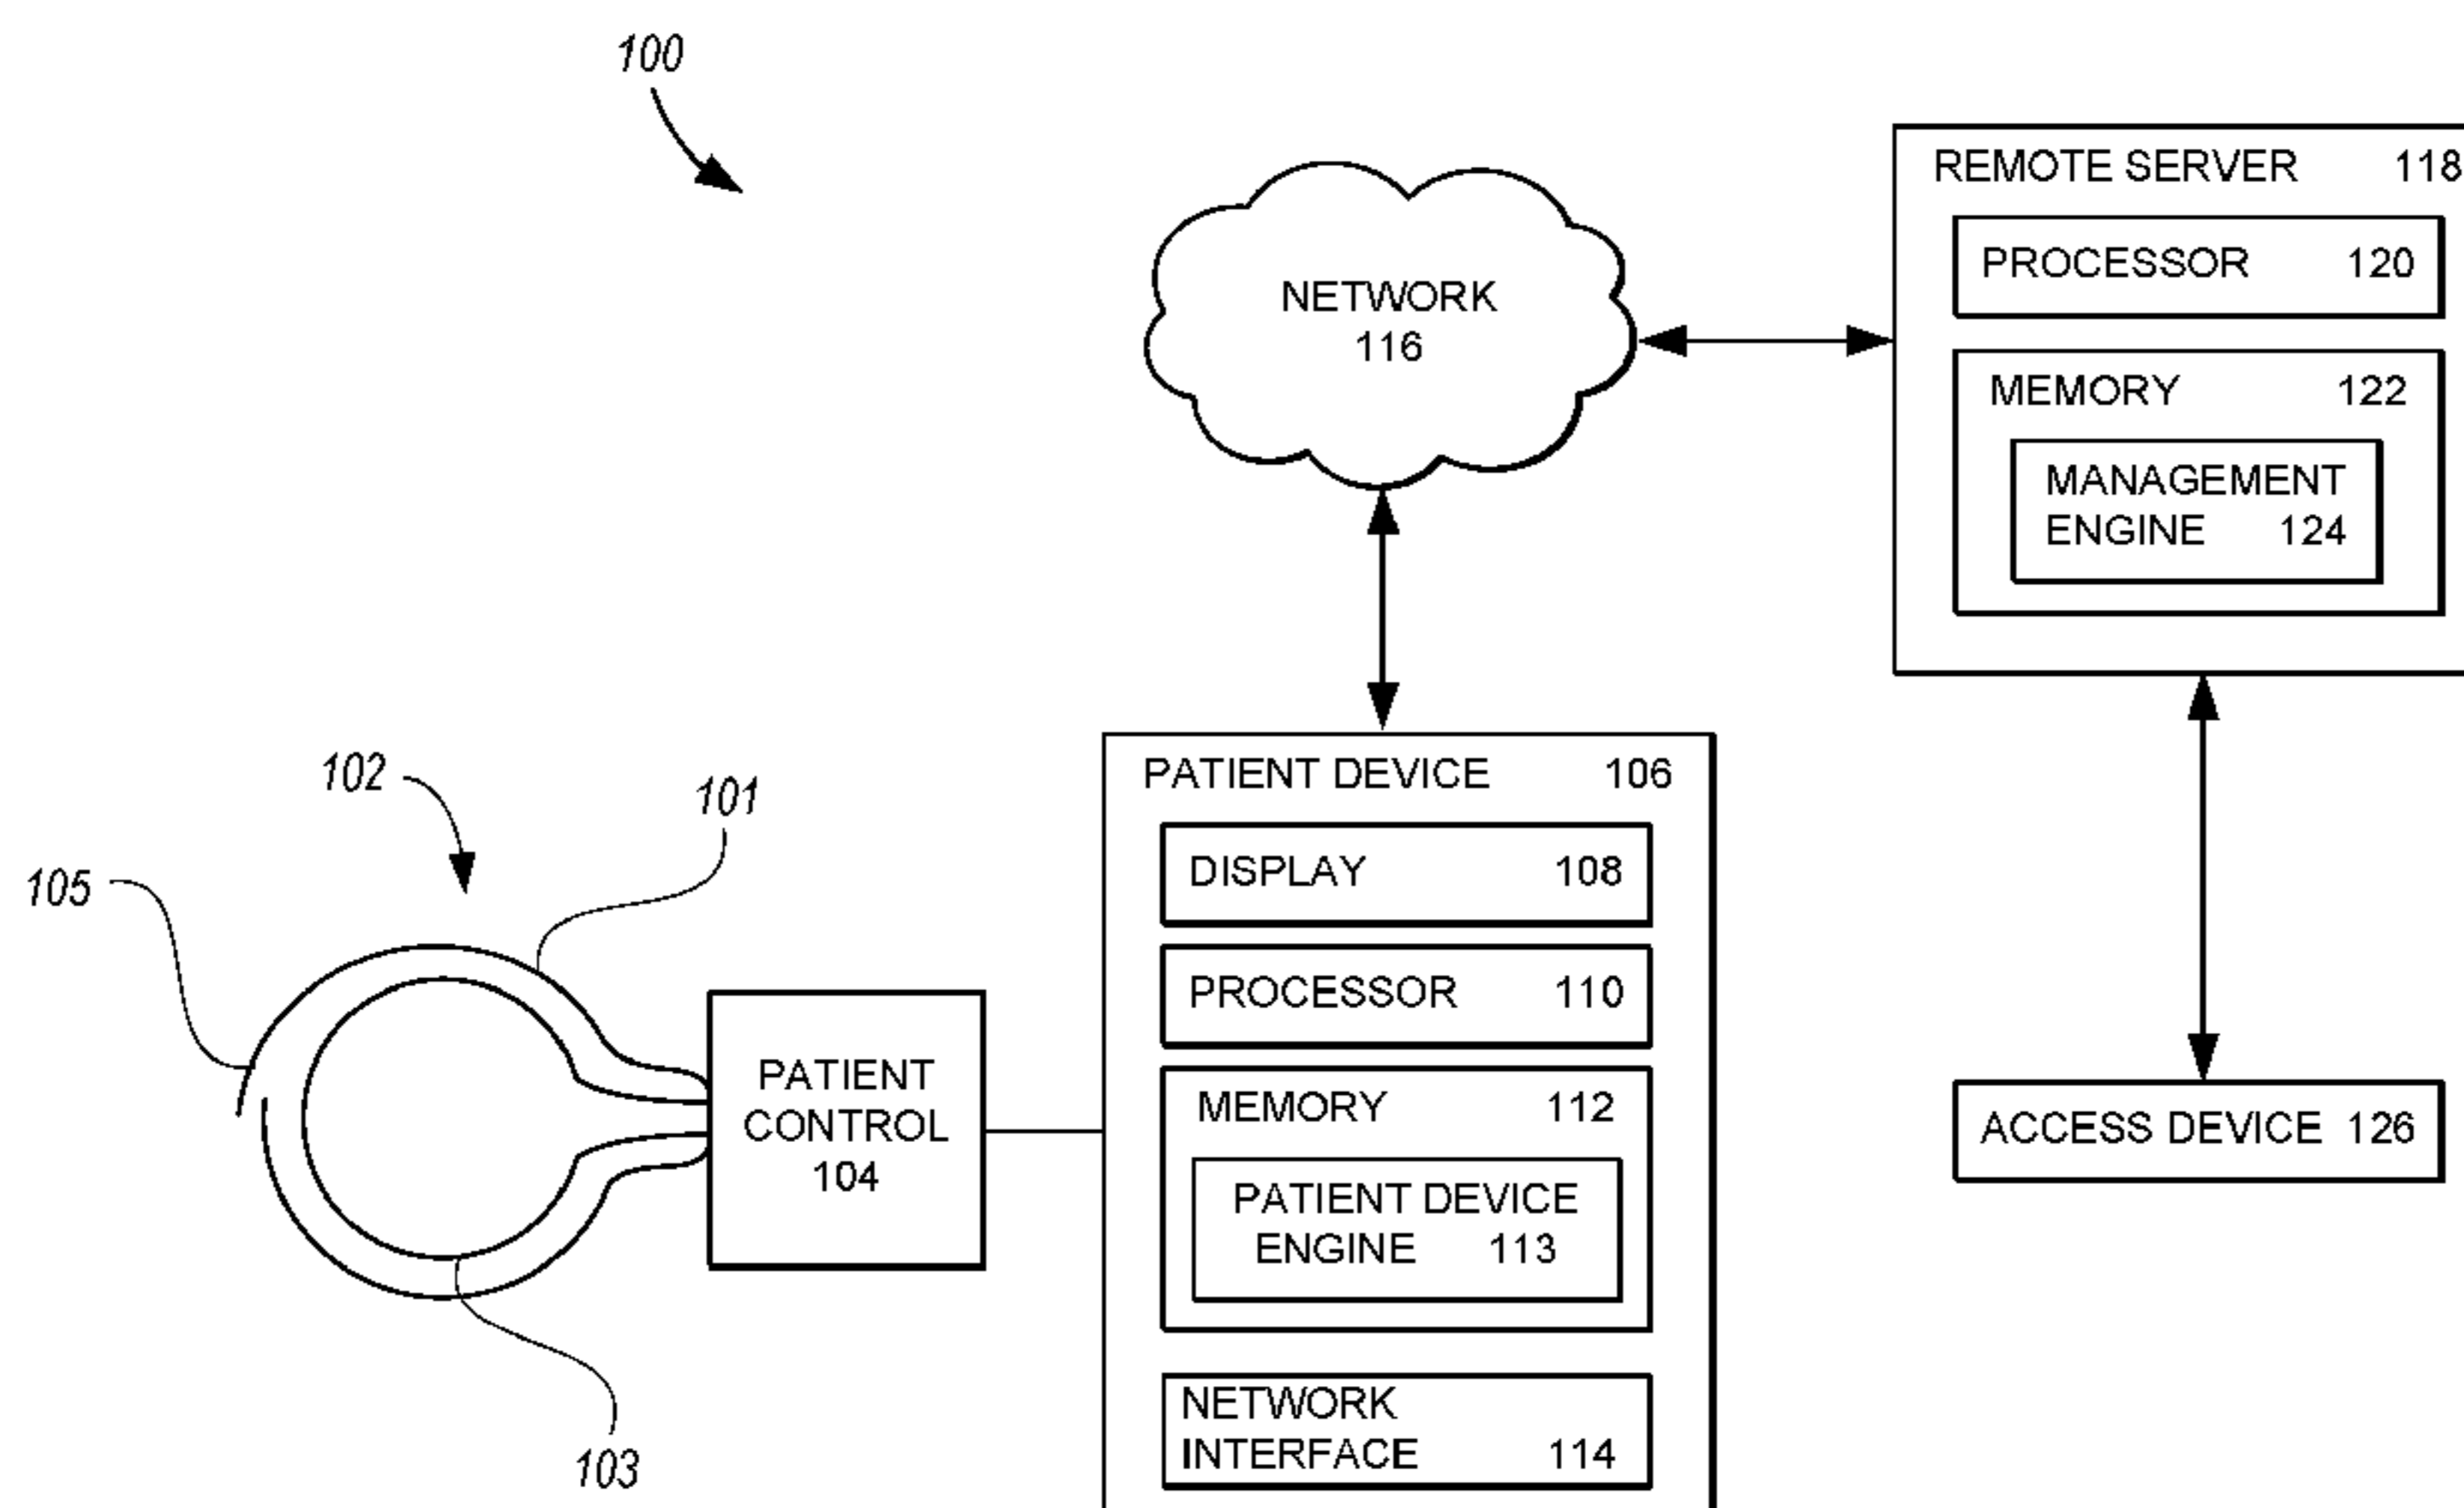 100
REMOTE SERVER 118
PROCESSOR 120
MEMORY 122
MANAGEMENT
ENGINE 124
NETWORK
116
102
101
105
PATIENT
CONTROL
104
103
PATIENT DEVICE 106
DISPLAY 108
PROCESSOR 110
MEMORY 112
PATIENT DEVICE
ENGINE 113
NETWORK
INTERFACE 114
ACCESS DEVICE 126